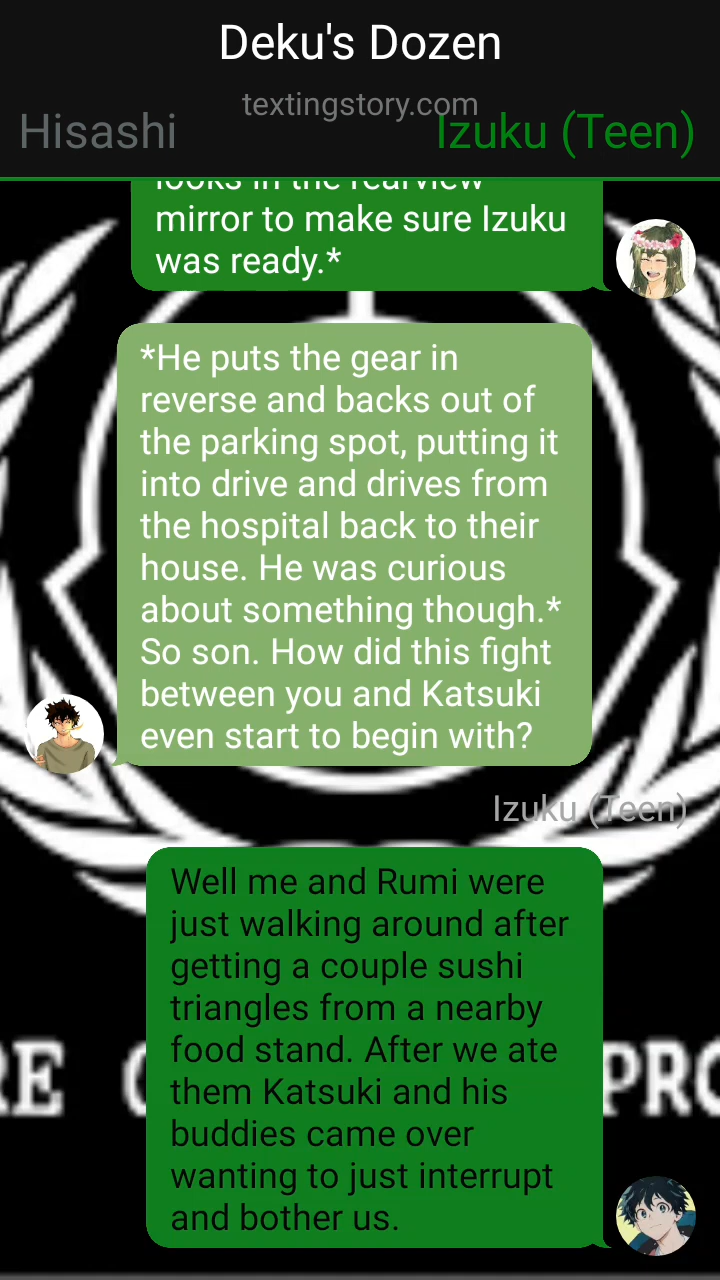 Deku's Dozen
textingstory.com
Hisashi
Izuku (Teen)
looks in the rearview
mirror to make sure Izuku
was ready.*
*He puts the gear in
reverse and backs out of
the parking spot, putting it
into drive and drives from
the hospital back to their
house. He was curious
about something though.*
So son. How did this fight
between you and Katsuki
even start to begin with?
Izuku (Teen)
Well me and Rumi were
just walking around after
getting a couple sushi
triangles from a nearby
food stand. After we ate
them Katsuki and his
buddies came over
wanting to just interrupt
and bother us.